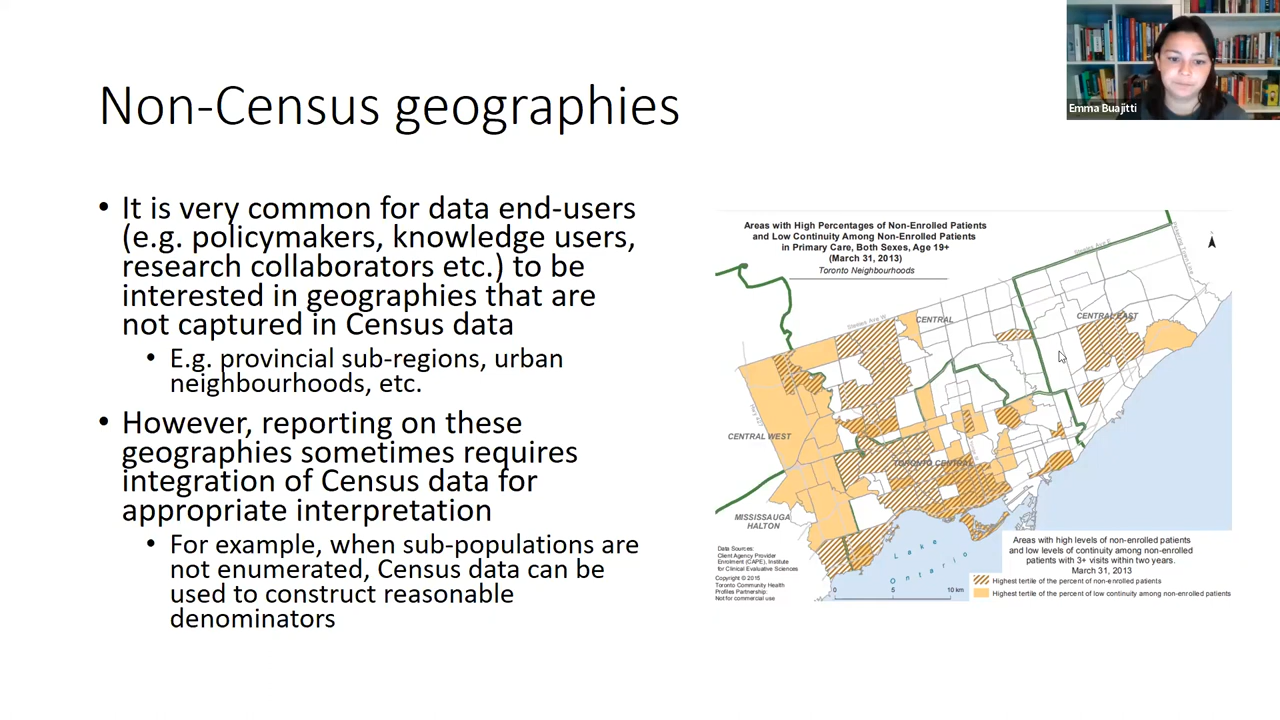 Emma Buajitti
Non-Census geographies
• It is very common for data end-users
(e.g. policymakers, knowledge users,
research collaborators etc.) to be
interested in geographies that are
not captured in Census data
• E.g. provincial sub-regions, urban
neighbourhoods, etc.
• However, reporting on these
geographies sometimes requires
integration of Census data for
appropriate interpretation
• For example, when sub-populations are
not enumerated, Census data can be
used to construct reasonable
denominators
Areas with High Percentages of Non-Enrolled Patients
and Low Continuity Among Non-Enrolled Patients
in Primary Care, Both Sexes, Age 19+
(March 31, 2013)
Toronto Neighbourhoods
N
Steeles Ave E
Steeles Ave W
CENTRAL
CENTRAL EAST
CENTRAL WEST
TORONTO CENTRAL
MISSISSAUGA
HALTON
Lake
Ontario
Data Sources:
Client Agency Provider
Enrolment (CAPE), Institute
for Clinical Evaluative Sciences
Copyright © 2015
Toronto Community Health
Profiles Partnership
Not for commercial use
0 5 10 km
Areas with high levels of non-enrolled patients
and low levels of continuity among non-enrolled
patients with 3+ visits within two years.
March 31, 2013
Highest tertile of the percent of non-enrolled patients
Highest tertile of the percent of low continuity among non-enrolled patients